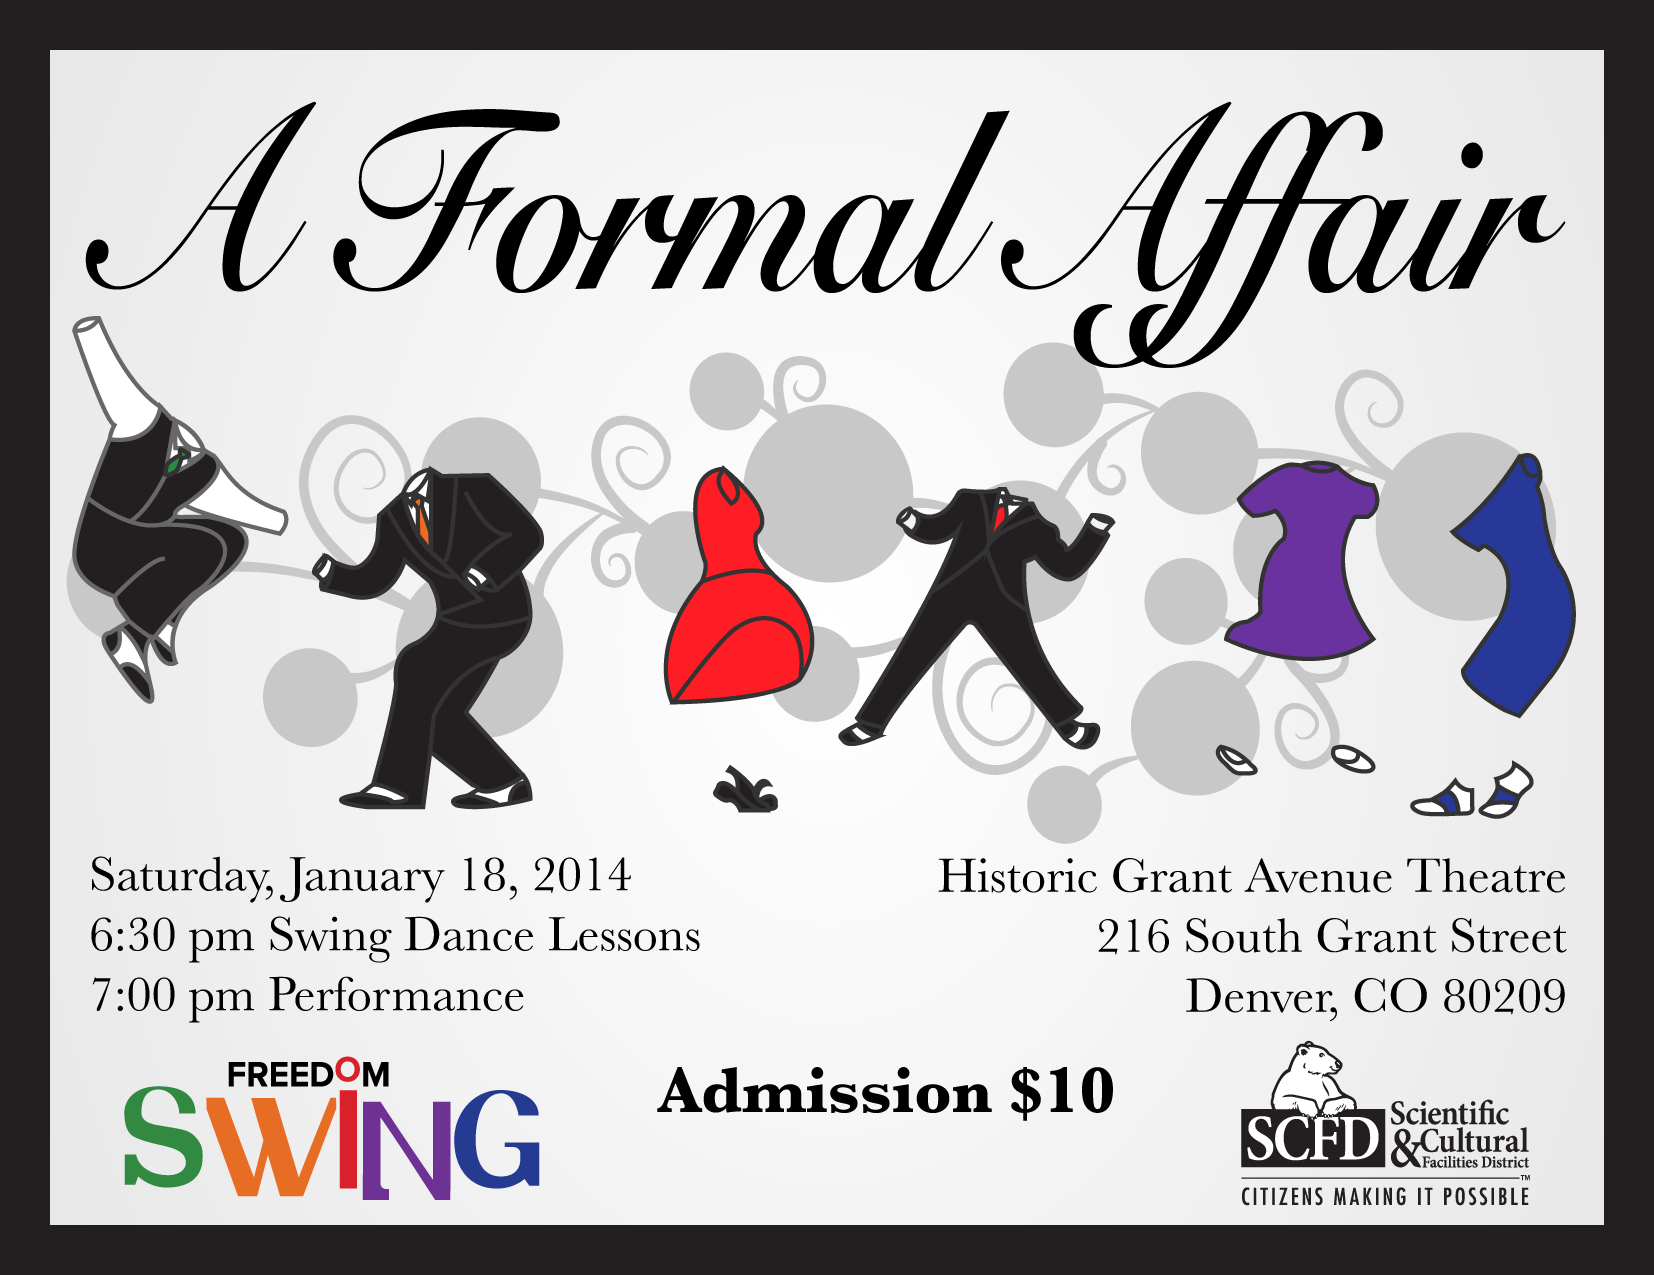 A Formal Affair
Saturday, January 18, 2014
6:30 pm Swing Dance Lessons
7:00 pm Performance
Historic Grant Avenue Theatre
216 South Grant Street
Denver, CO 80209
FREEDOM
SWING
Admission $10
SCFD
Scientific
&Cultural
Facilities District
TM
CITIZENS MAKING IT POSSIBLE